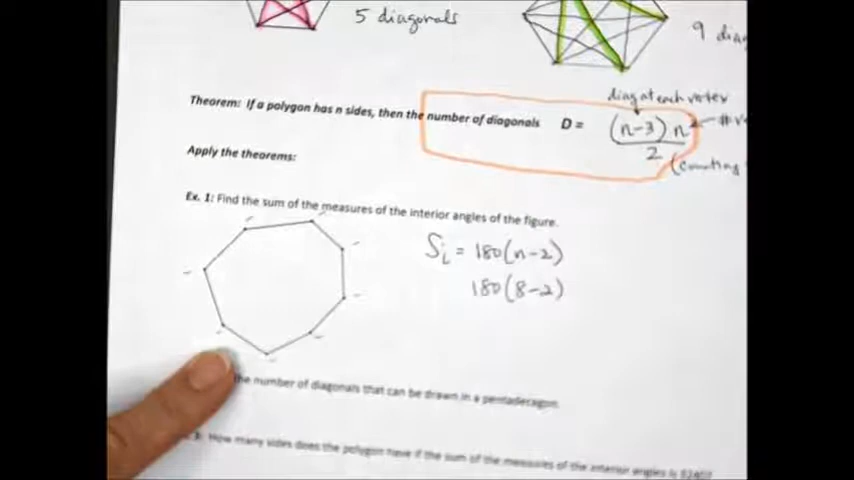 5 diagonals
9
diag at each vertex
Theorem: If a polygon has n sides, then the number of diagonals D = (n-3) n
2
(counting
Apply the theorems:
Ex. 1: Find the sum of the measures of the interior angles of the figure.
Si = 180(n-2)
180(8-2)
the number of diagonals that can be drawn in a pentadecagon.
How many sides does the polygon have if the sum of the measures of the interior angles is